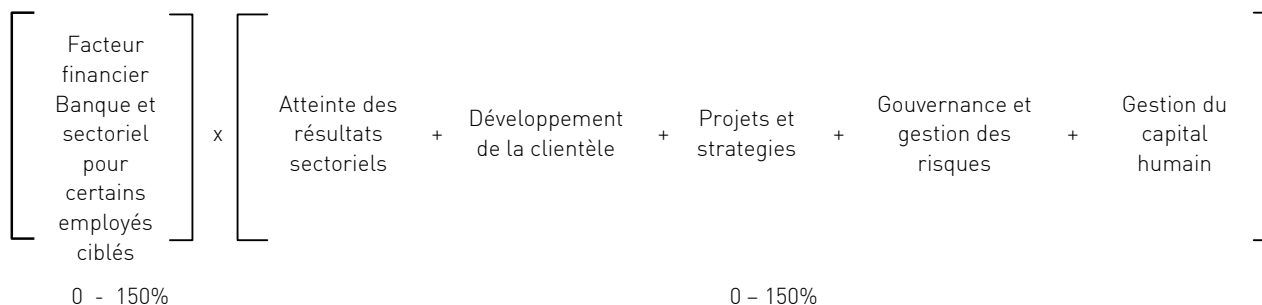 Facteur
financier
Banque et
sectoriel
pour
certains
employés
ciblés
x
Atteinte des
résultats
sectoriels
+
Développement
de la clientèle
+
Projets et
strategies
+
Gouvernance et
gestion des
risques
+
Gestion du
capital
humain
0 - 150%
0 – 150%